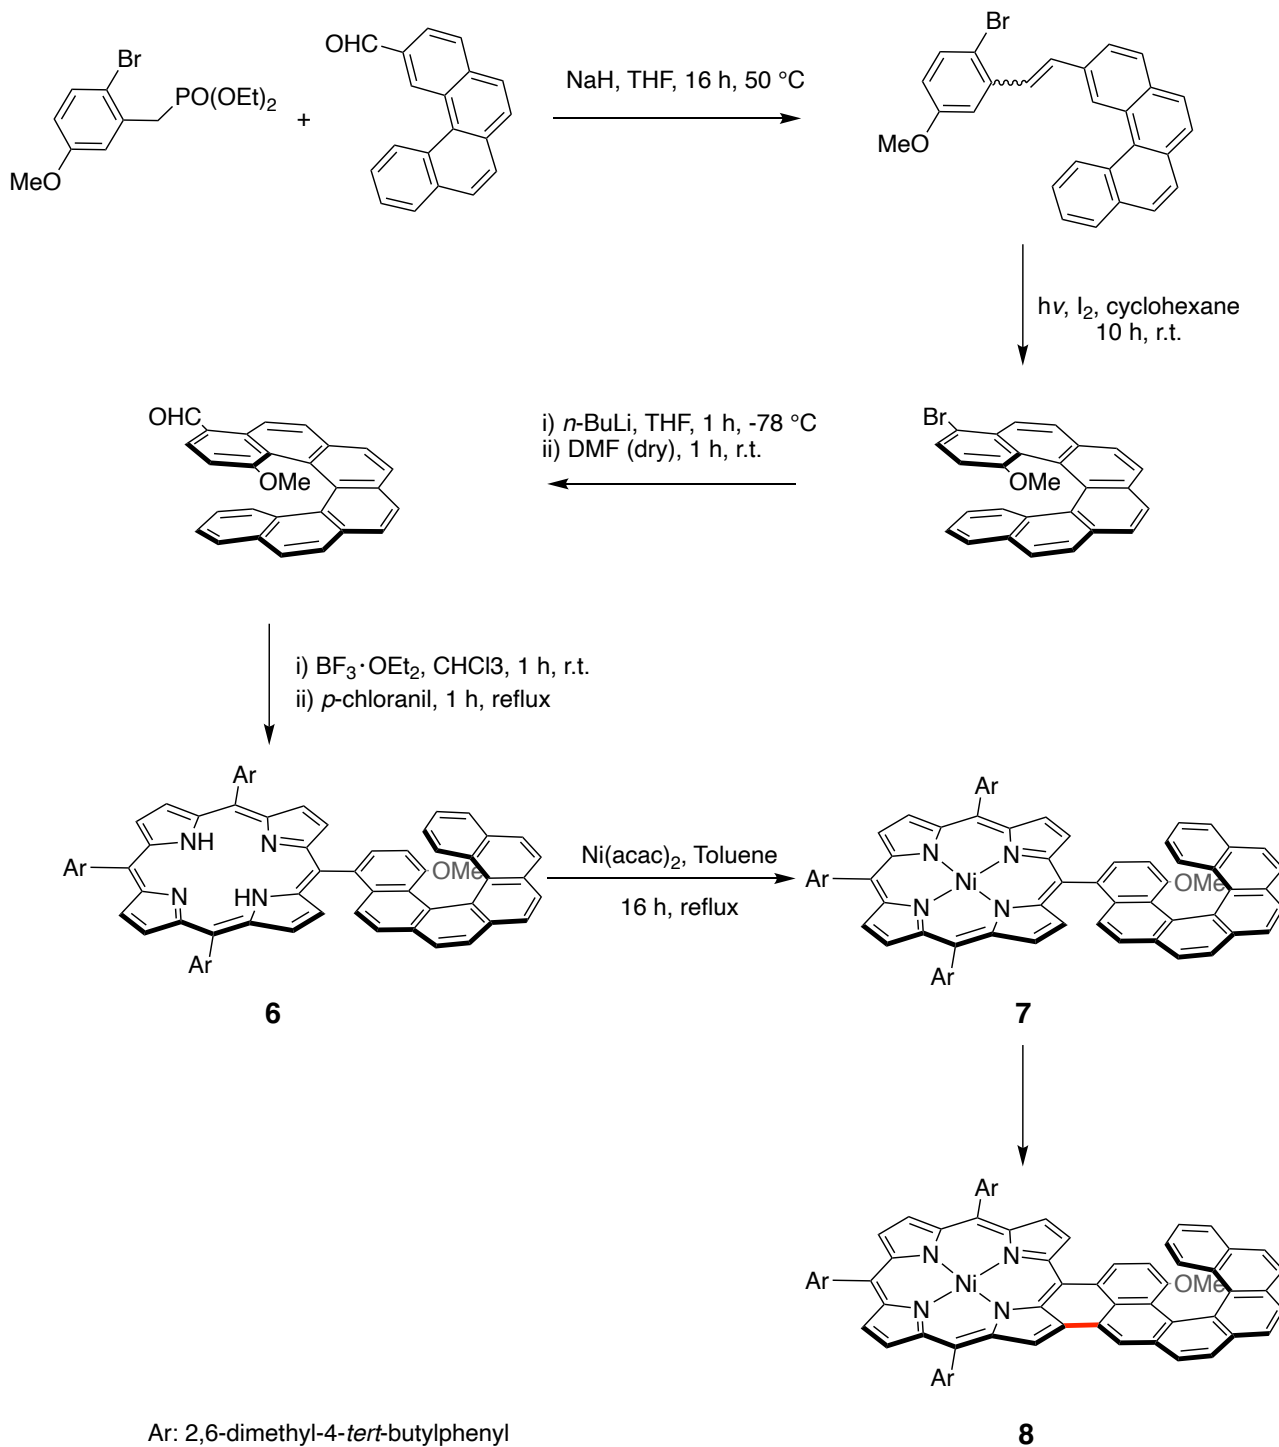 Br
PO(OEt)2
MeO
+
OHC
NaH, THF, 16 h, 50 °C
Br
MeO
hν, I2, cyclohexane
10 h, r.t.
OHC
OMe
i) n-BuLi, THF, 1 h, -78 °C
ii) DMF (dry), 1 h, r.t.
Br
OMe
i) BF3·OEt2, CHCl3, 1 h, r.t.
ii) p-chloranil, 1 h, reflux
Ar
NH
N
Ar
N
HN
Ar
OMe
6
Ni(acac)2, Toluene
16 h, reflux
Ar
N
N
Ar
Ni
N
N
Ar
OMe
7
Ar
N
N
Ar
Ni
N
N
Ar
OMe
8
Ar: 2,6-dimethyl-4-tert-butylphenyl